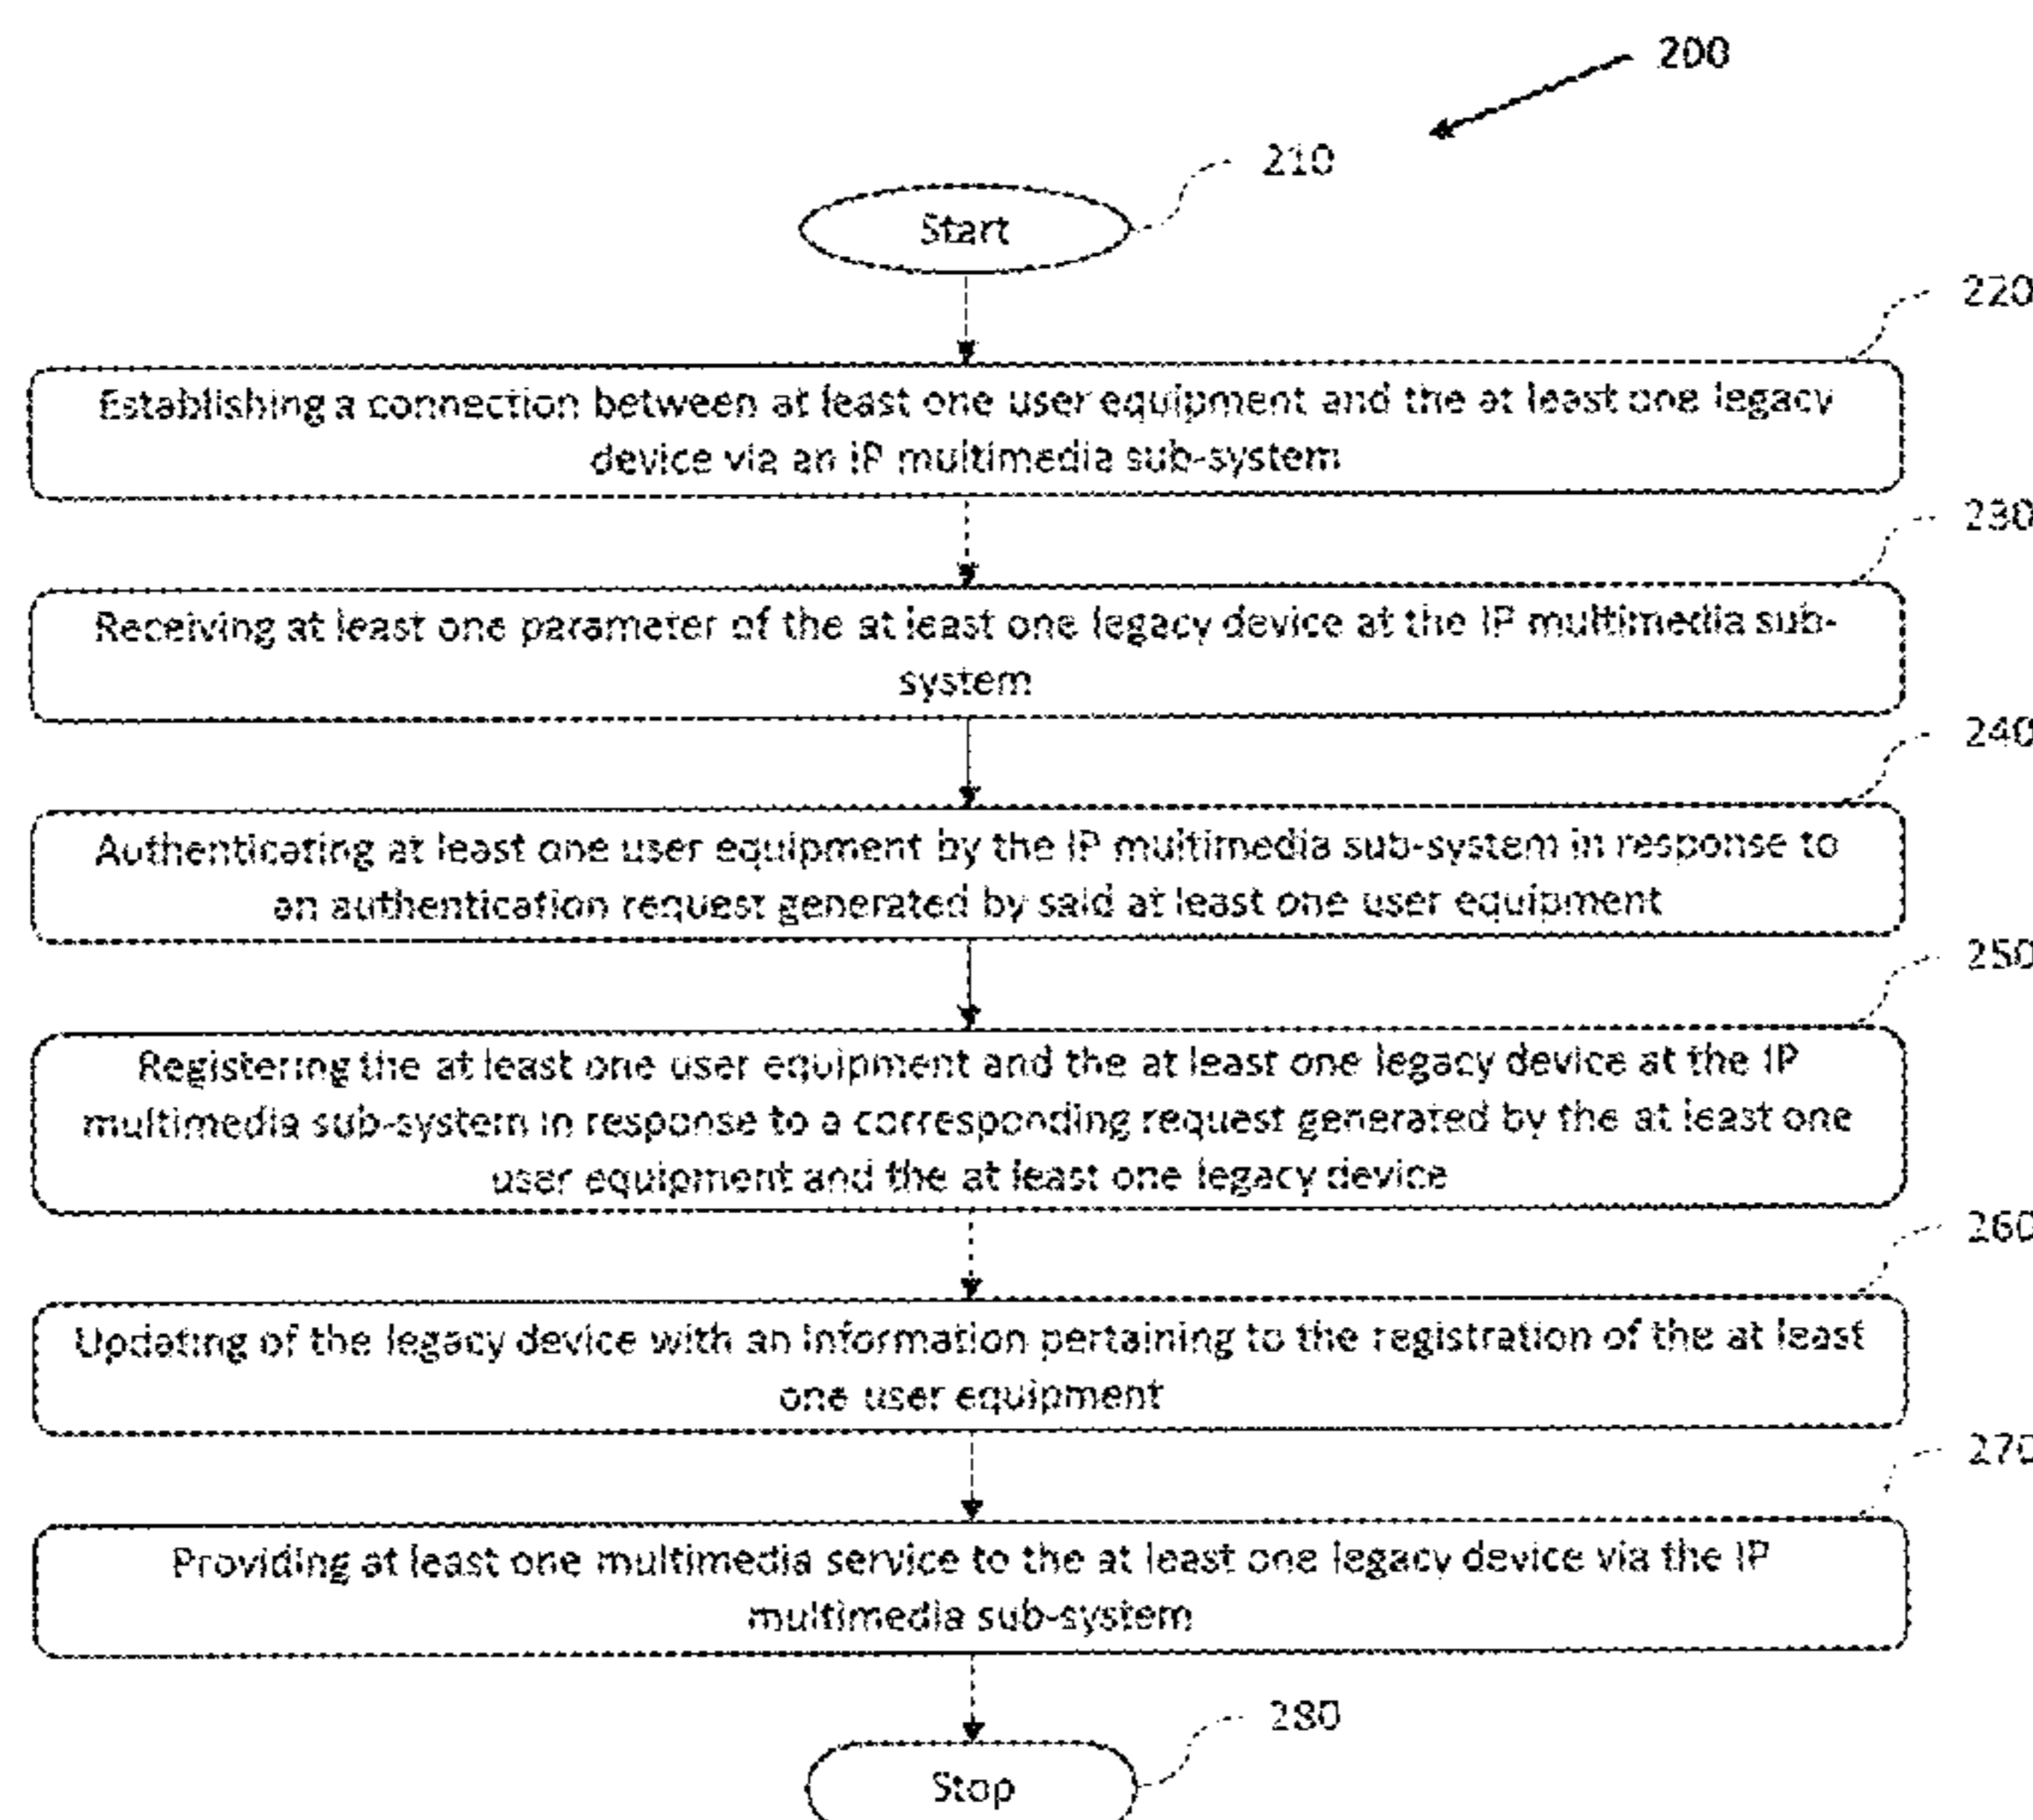 200
210
Start
220
Establishing a connection between at least one user equipment and the at least one legacy
device via an IP multimedia sub-system
230
Receiving at least one parameter of the at least one legacy device at the IP multimedia sub-
system
240
Authenticating at least one user equipment by the IP multimedia sub-system in response to
an authentication request generated by said at least one user equipment
250
Registering the at least one user equipment and the at least one legacy device at the IP
multimedia sub-system in response to a corresponding request generated by the at least one
user equipment and the at least one legacy device
260
Updating of the legacy device with an information pertaining to the registration of the at least
one user equipment
270
Providing at least one multimedia service to the at least one legacy device via the IP
multimedia sub-system
280
Stop